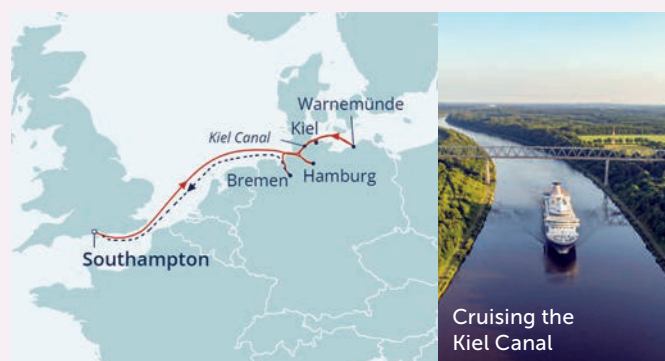 Warnemünde
Kiel
Kiel Canal
Bremen
Hamburg
Southampton
Cruising the
Kiel Canal